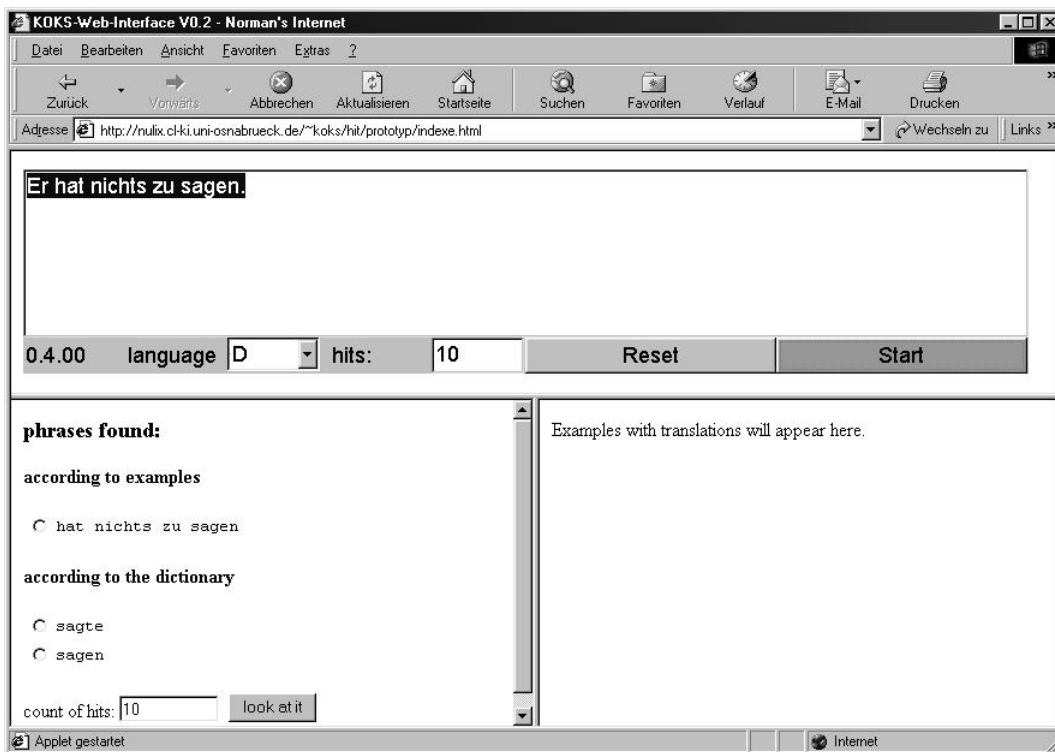 KOKS-Web-Interface V0.2 - Norman's Internet
Datei Bearbeiten Ansicht Favoriten Extras ?
Zurück Vorwärts Abbrechen Aktualisieren Startseite Suchen Favoriten Verlauf E-Mail Drucken »
Adresse http://nulix.cl-ki.uni-osnabrueck.de/~koks/hit/prototyp/indexe.html Wechseln zu Links »
Er hat nichts zu sagen.
0.4.00 language D hits: 10 Reset Start
phrases found:
according to examples
hat nichts zu sagen
according to the dictionary
sagte
sagen
count of hits: 10 look at it
Examples with translations will appear here.
Applet gestartet Internet